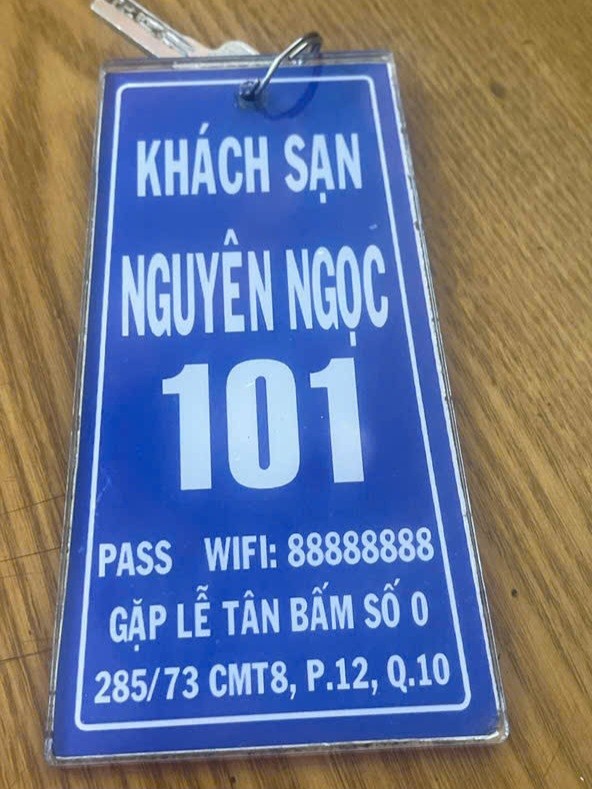 KHÁCH SẠN
NGUYÊN NGỌC
101
PASS WIFI: 88888888
GẶP LỄ TÂN BẤM SỐ 0
285/73 CMT8, P.12, Q.10